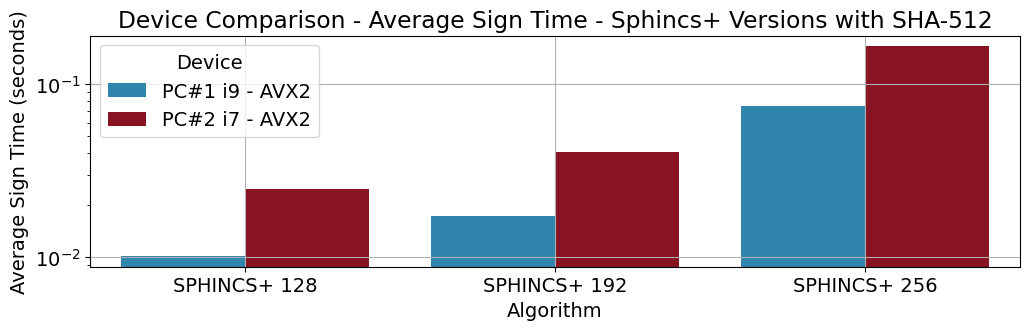 Device Comparison - Average Sign Time - Sphincs+ Versions with SHA-512
Average Sign Time (seconds)
10⁻¹
10⁻²
Device
PC#1 i9 - AVX2
PC#2 i7 - AVX2
SPHINCS+ 128
SPHINCS+ 192
SPHINCS+ 256
Algorithm